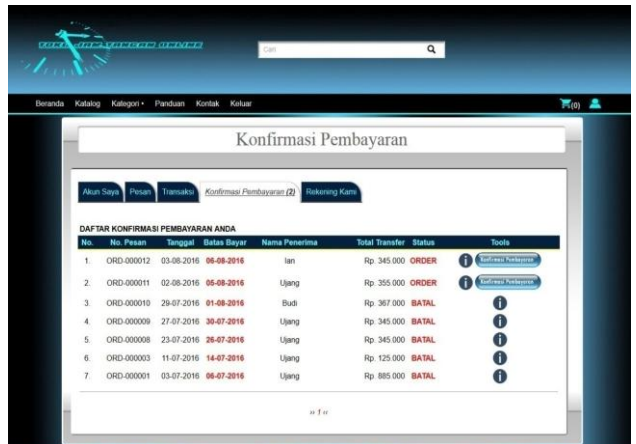 TOKO JAM TANGAN ONLINE
Cari
Beranda Katalog Kategori Panduan Kontak Keluar (0)
Konfirmasi Pembayaran
Akun Saya Pesan Transaksi Konfirmasi Pembayaran (2) Rekening Kami
DAFTAR KONFIRMASI PEMBAYARAN ANDA
No. No. Pesan Tanggal Batas Bayar Nama Penerima Total Transfer Status Tools
1. ORD-000012 03-08-2016 06-08-2016 Ian Rp. 345.000 ORDER i Konfirmasi Pembayaran
2. ORD-000011 02-08-2016 05-08-2016 Ujang Rp. 355.000 ORDER i Konfirmasi Pembayaran
3. ORD-000010 29-07-2016 01-08-2016 Budi Rp. 367.000 BATAL i
4. ORD-000009 27-07-2016 30-07-2016 Ujang Rp. 345.000 BATAL i
5. ORD-000008 23-07-2016 26-07-2016 Ujang Rp. 345.000 BATAL i
6. ORD-000003 11-07-2016 14-07-2016 Ujang Rp. 125.000 BATAL i
7. ORD-000001 03-07-2016 06-07-2016 Ujang Rp. 885.000 BATAL i
‹‹ 1 ‹‹